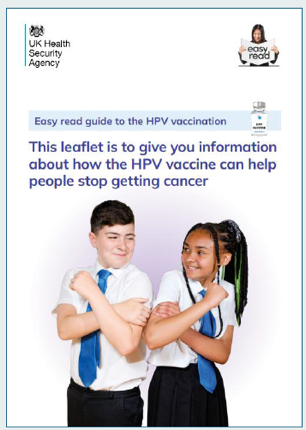 UK Health
Security
Agency
easy
read
Easy read guide to the HPV vaccination
This leaflet is to give you information
about how the HPV vaccine can help
people stop getting cancer